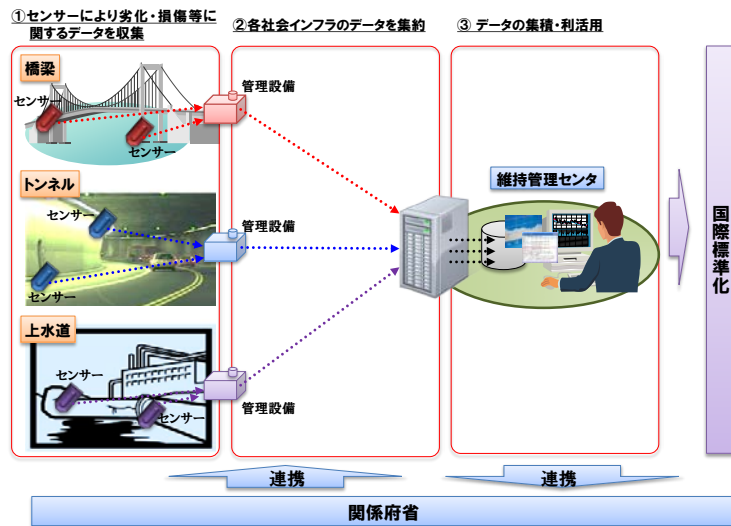 ①センサーにより劣化・損傷等に
関するデータを収集
②各社会インフラのデータを集約
③ データの集積・利活用
橋梁
センサー
センサー
管理設備
トンネル
センサー
センサー
管理設備
上水道
センサー
センサー
管理設備
維持管理センタ
国際標準化
連携
連携
関係府省